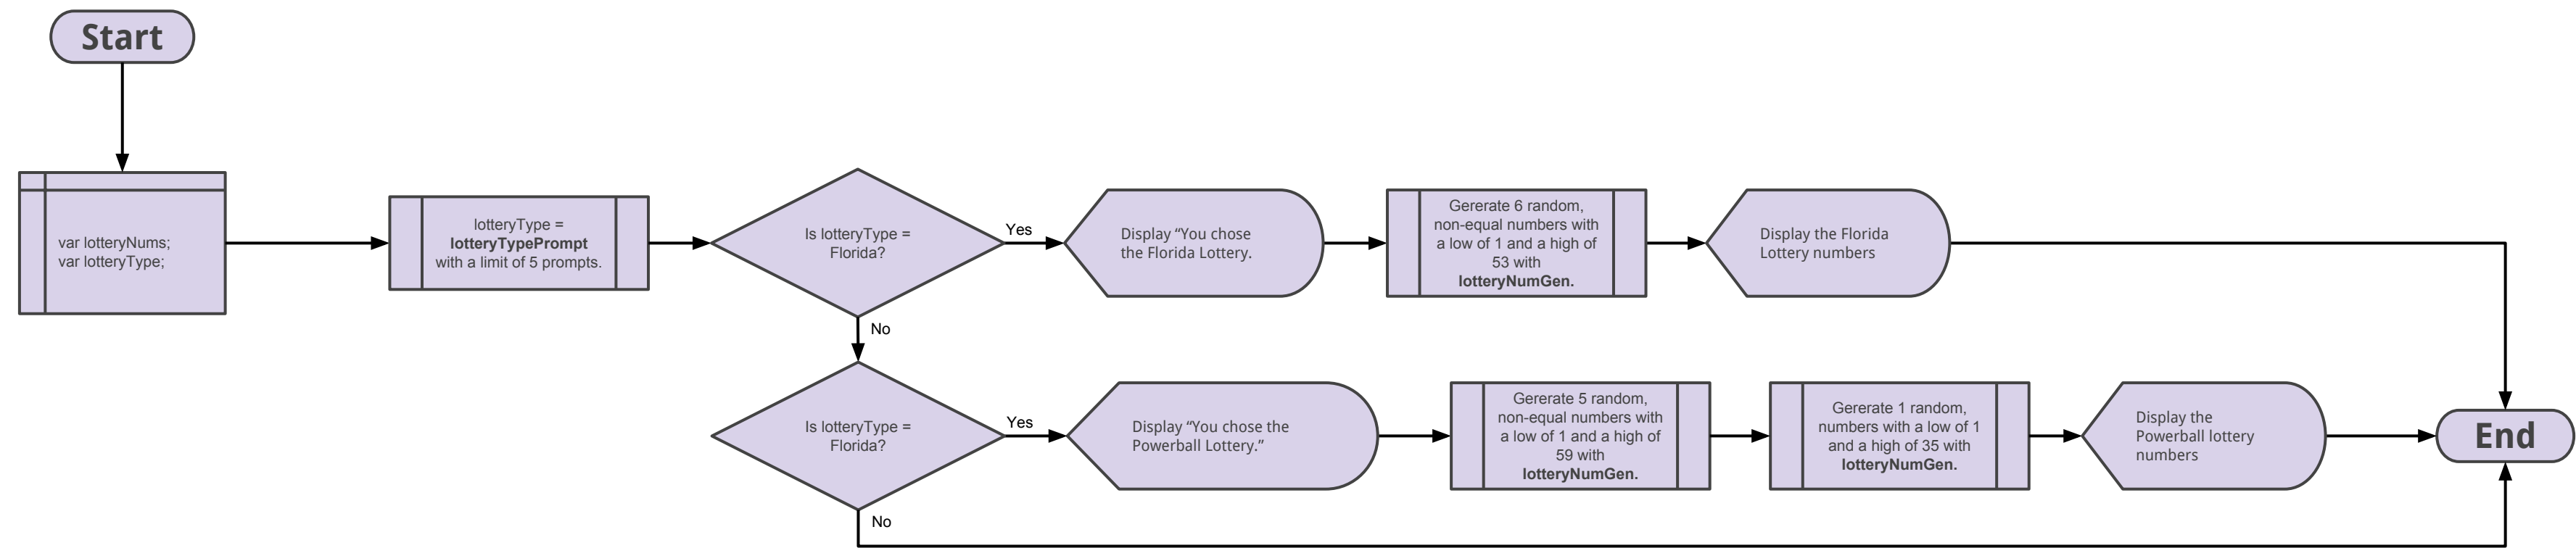 Start
var lotteryNums;
var lotteryType;
lotteryType =
lotteryTypePrompt
with a limit of 5 prompts.
Is lotteryType =
Florida?
Yes
Display “You chose
the Florida Lottery.
Gererate 6 random,
non-equal numbers with
a low of 1 and a high of
53 with
lotteryNumGen.
Display the Florida
Lottery numbers
No
Is lotteryType =
Florida?
Yes
Display “You chose the
Powerball Lottery.”
Gererate 5 random,
non-equal numbers with
a low of 1 and a high of
59 with
lotteryNumGen.
Gererate 1 random,
numbers with a low of 1
and a high of 35 with
lotteryNumGen.
Display the
Powerball lottery
numbers
End
No